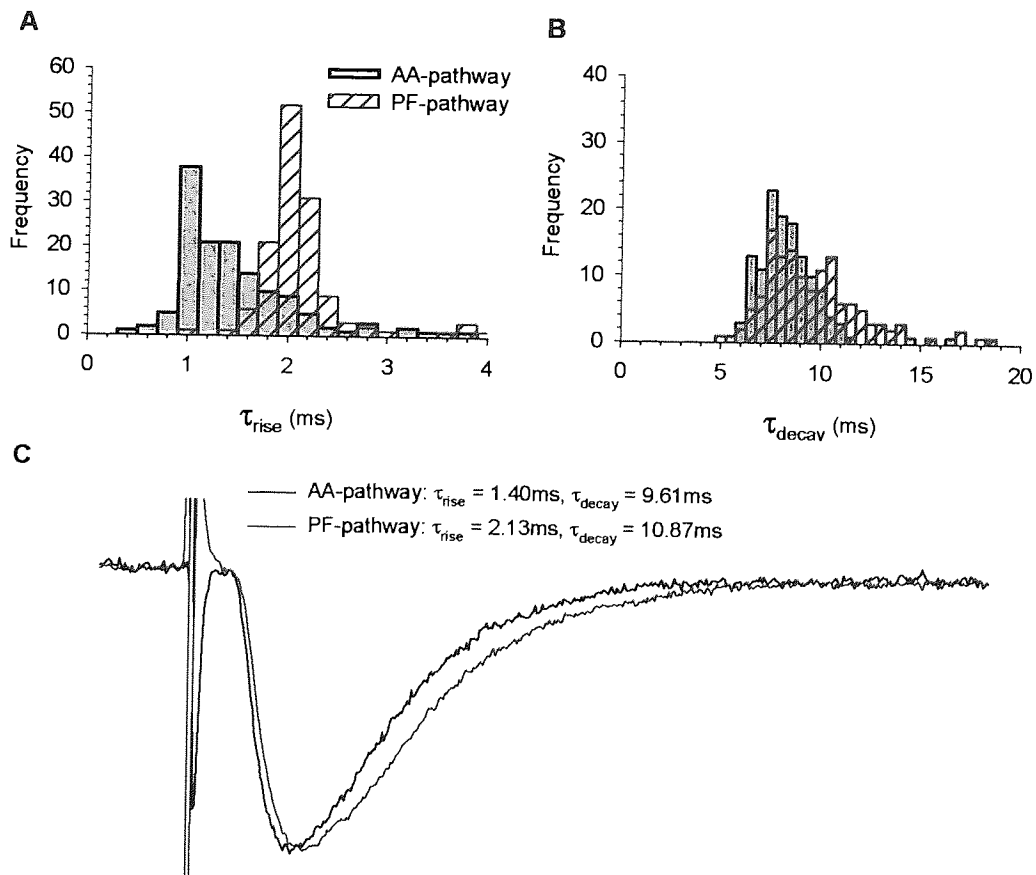 A
B
60
50
40
30
20
10
0
Frequency
AA-pathway
PF-pathway
0
1
2
3
4
τrise (ms)
40
30
20
10
0
Frequency
0
5
10
15
20
τdecay (ms)
C
AA-pathway: τrise = 1.40ms, τdecay = 9.61ms
PF-pathway: τrise = 2.13ms, τdecay = 10.87ms